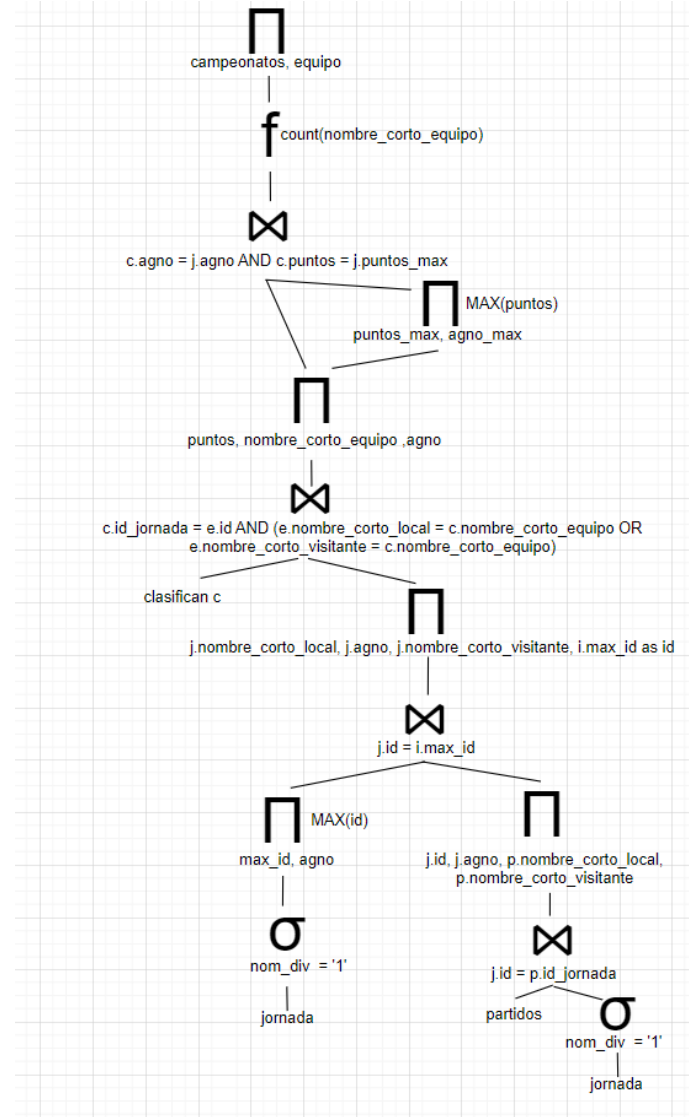 ∏
campeonatos, equipo
f count(nombre_corto_equipo)
⋈
c.agno = j.agno AND c.puntos = j.puntos_max
∏ MAX(puntos)
puntos_max, agno_max
∏
puntos, nombre_corto_equipo ,agno
⋈
c.id_jornada = e.id AND (e.nombre_corto_local = c.nombre_corto_equipo OR
e.nombre_corto_visitante = c.nombre_corto_equipo)
clasifican c
∏
j.nombre_corto_local, j.agno, j.nombre_corto_visitante, i.max_id as id
⋈
j.id = i.max_id
∏ MAX(id)
max_id, agno
∏
j.id, j.agno, p.nombre_corto_local,
p.nombre_corto_visitante
σ
nom_div = '1'
jornada
⋈
j.id = p.id_jornada
partidos
σ
nom_div = '1'
jornada